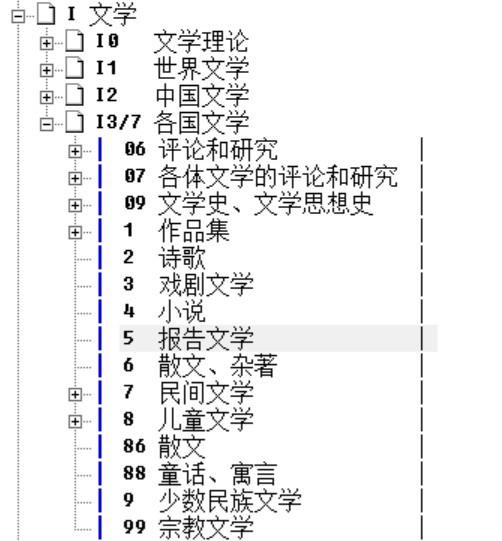 I 文学
I0 文学理论
I1 世界文学
I2 中国文学
I3/7 各国文学
06 评论和研究
07 各体文学的评论和研究
09 文学史、文学思想史
1 作品集
2 诗歌
3 戏剧文学
4 小说
5 报告文学
6 散文、杂著
7 民间文学
8 儿童文学
86 散文
88 童话、寓言
9 少数民族文学
99 宗教文学